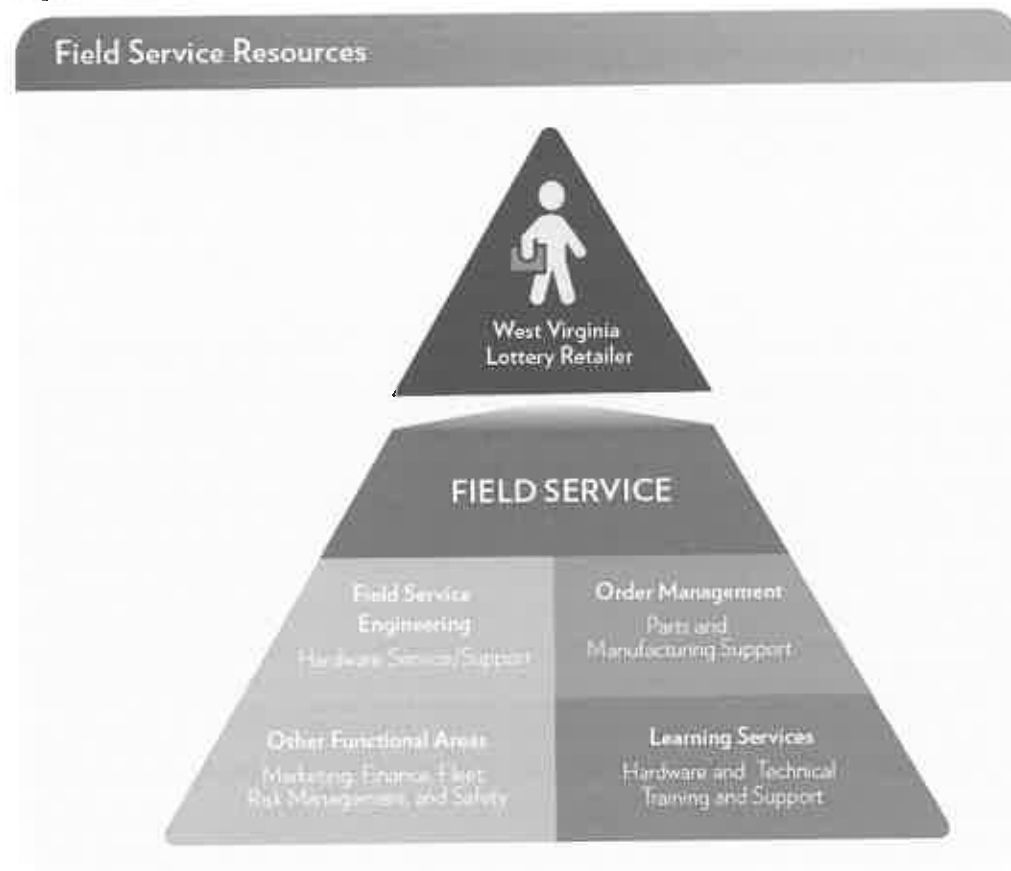 Field Service Resources
West Virginia
Lottery Retailer
FIELD SERVICE
Field Service
Engineering
Hardware Service/Support
Order Management
Parts and
Manufacturing Support
Other Functional Areas
Marketing, Finance, Fleet,
Risk Management, and Safety
Learning Services
Hardware and Technical
Training and Support